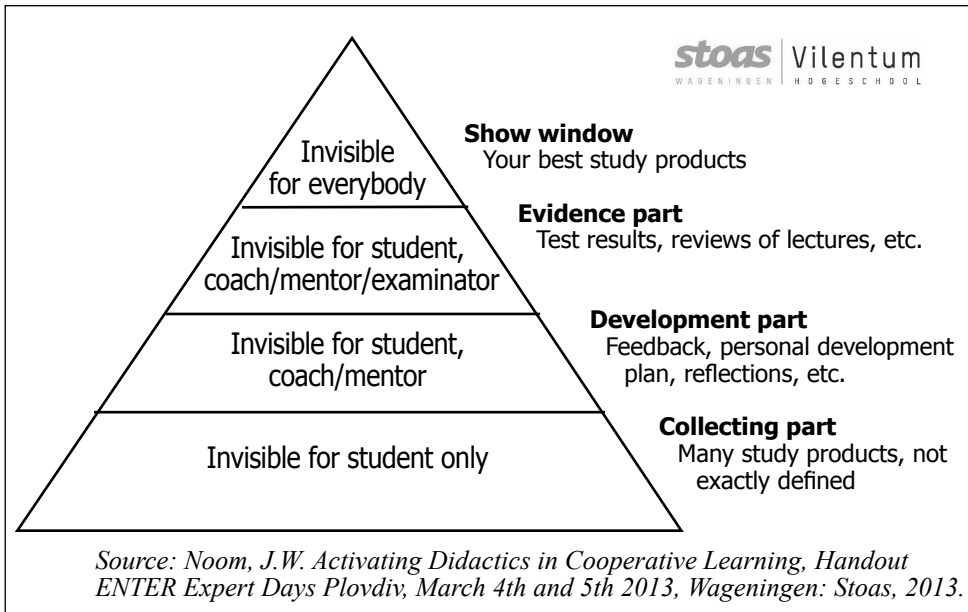 stoas | Vilentum
WAGENINGEN HOGESCHOOL
Invisible
for everybody
Show window
Your best study products
Invisible for student,
coach/mentor/examinator
Evidence part
Test results, reviews of lectures, etc.
Invisible for student,
coach/mentor
Development part
Feedback, personal development
plan, reflections, etc.
Invisible for student only
Collecting part
Many study products, not
exactly defined
Source: Noom, J.W. Activating Didactics in Cooperative Learning, Handout
ENTER Expert Days Plovdiv, March 4th and 5th 2013, Wageningen: Stoas, 2013.